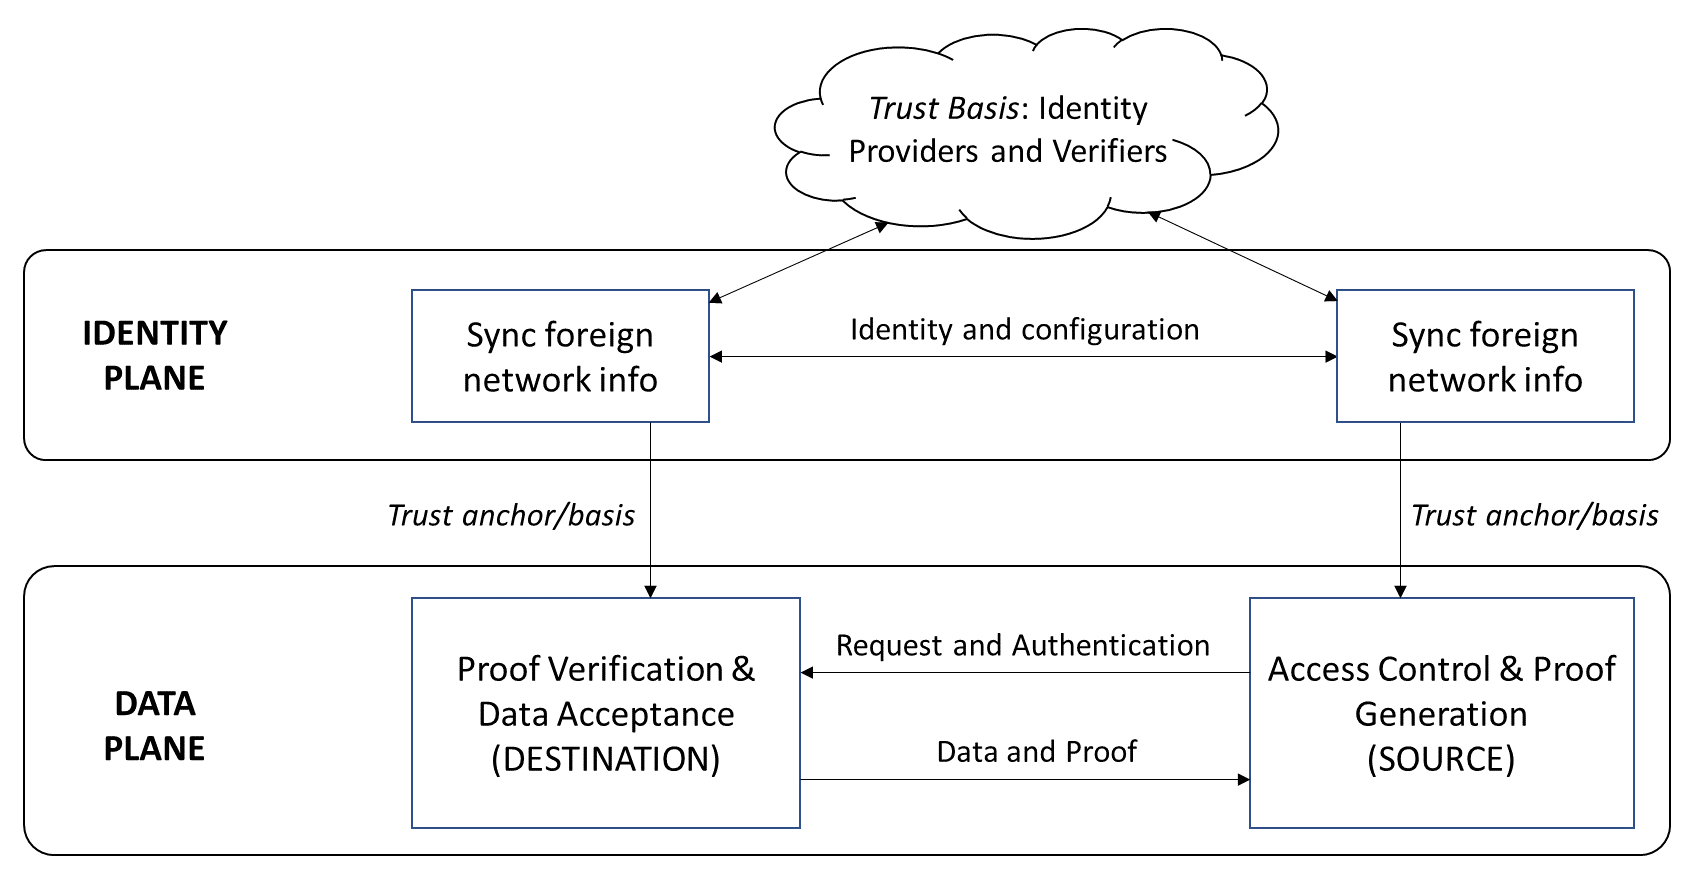 Trust Basis: Identity
Providers and Verifiers
IDENTITY
PLANE
Sync foreign
network info
Identity and configuration
Sync foreign
network info
Trust anchor/basis
Trust anchor/basis
DATA
PLANE
Proof Verification &
Data Acceptance
(DESTINATION)
Request and Authentication
Data and Proof
Access Control & Proof
Generation
(SOURCE)